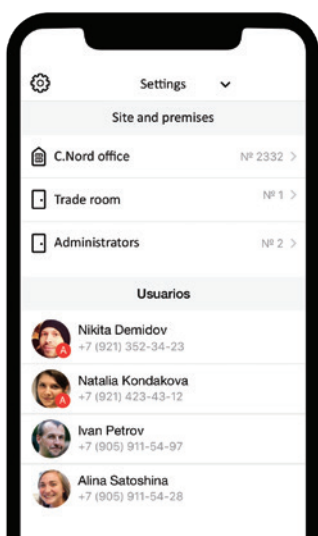 Settings
Site and premises
C.Nord office Nº 2332
Trade room Nº 1
Administrators Nº 2
Usuarios
Nikita Demidov
A +7 (921) 352-34-23
Natalia Kondakova
A +7 (921) 423-43-12
Ivan Petrov
+7 (905) 911-54-97
Alina Satoshina
+7 (905) 911-54-28